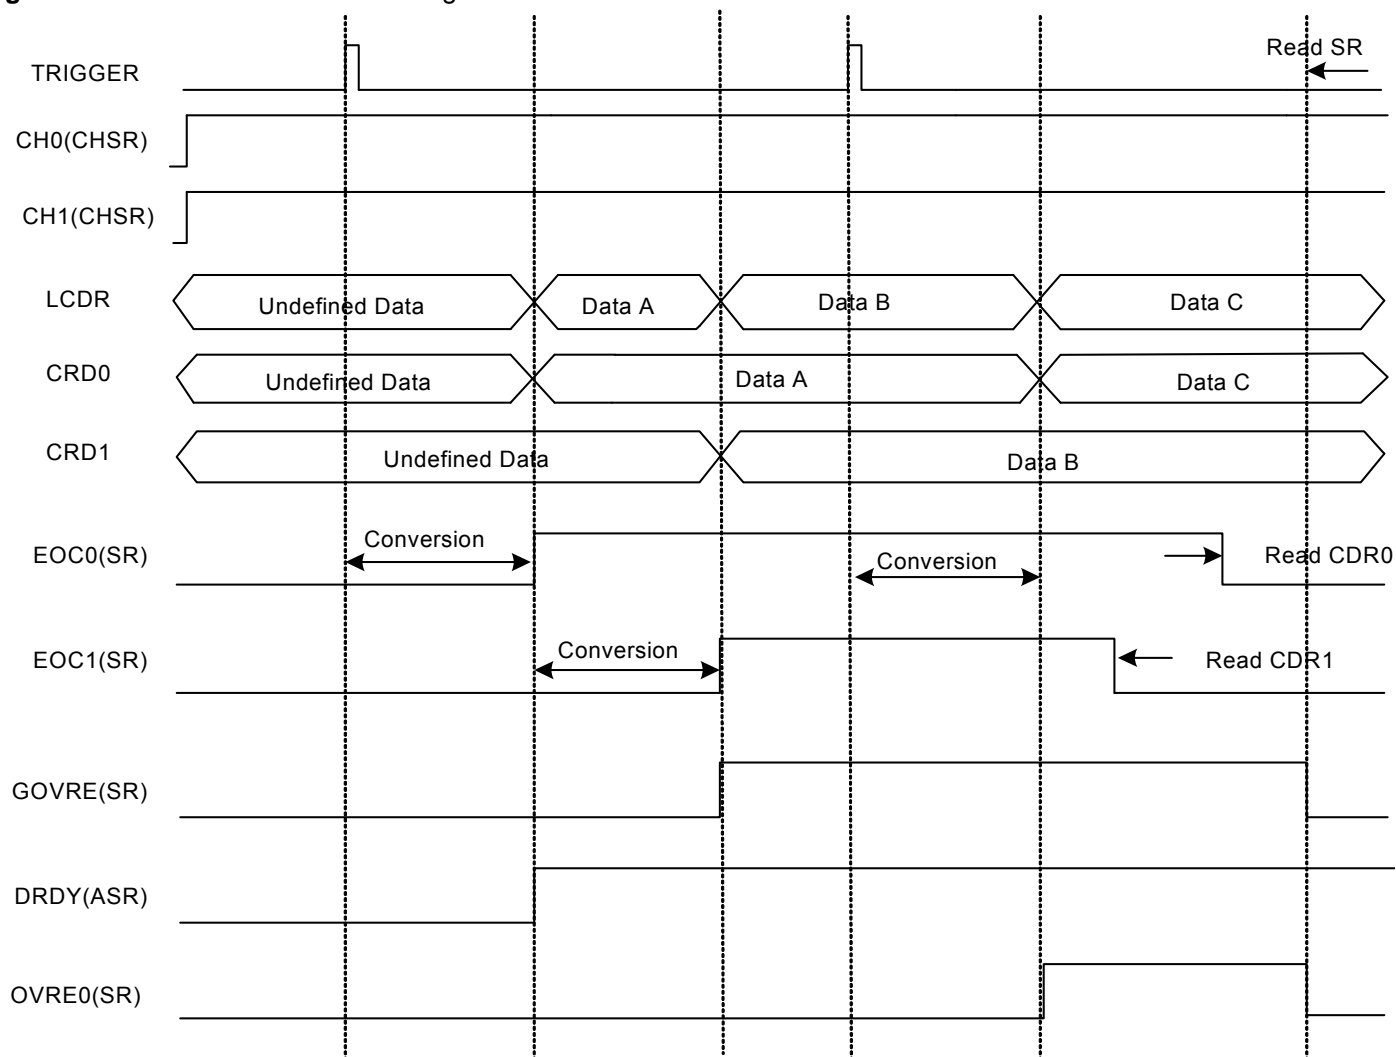 Read SR
TRIGGER
CH0(CHSR)
CH1(CHSR)
LCDR
Undefined Data
Data A
Data B
Data C
CRD0
Undefined Data
Data A
Data C
CRD1
Undefined Data
Data B
EOC0(SR)
Conversion
Conversion
Read CDR0
EOC1(SR)
Conversion
Read CDR1
GOVRE(SR)
DRDY(ASR)
OVRE0(SR)